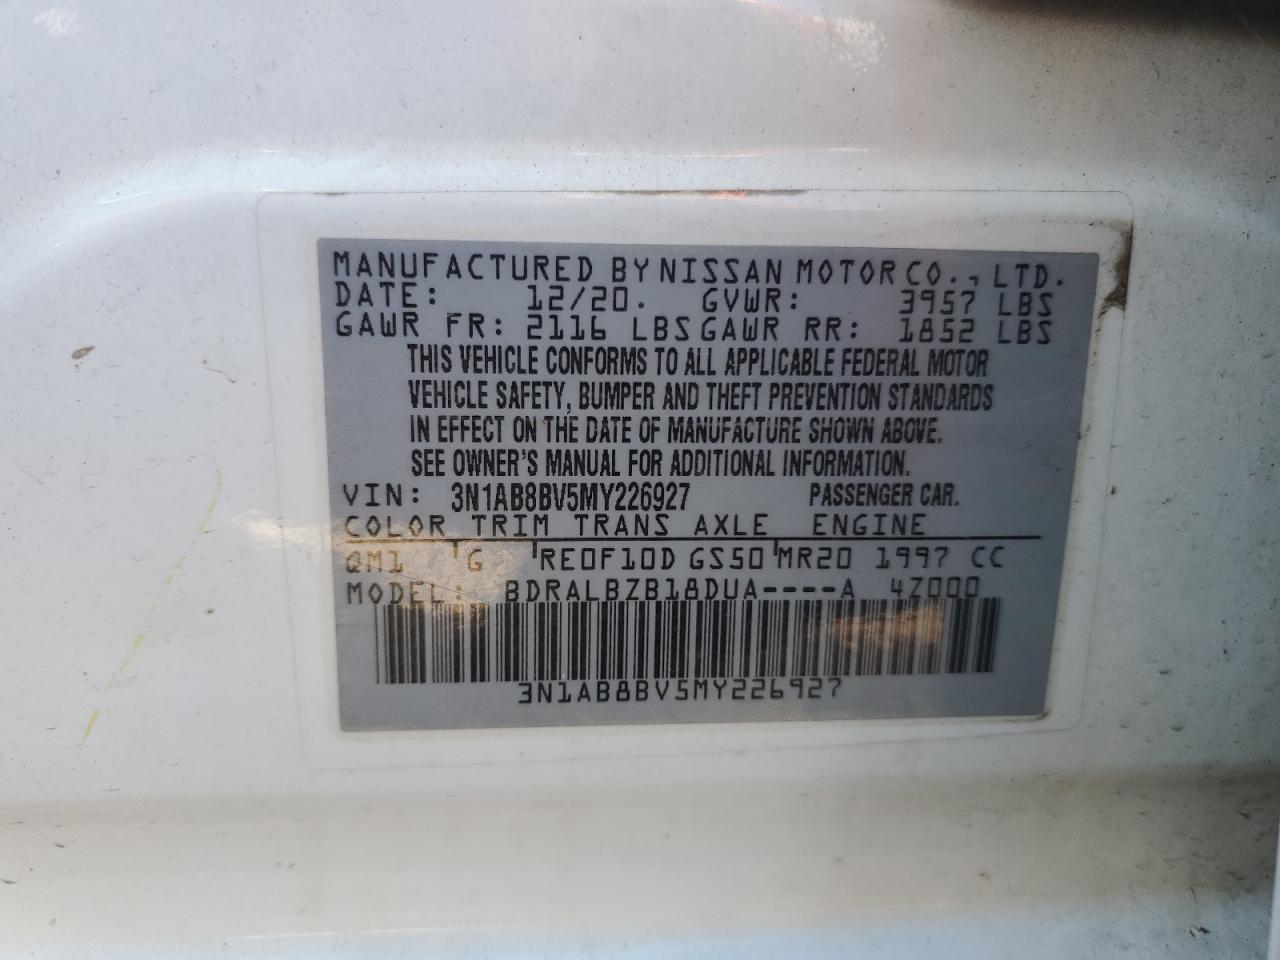 MANUFACTURED BY NISSAN MOTOR CO., LTD.
DATE: 12/20. GVWR: 3957 LBS
GAWR FR: 2116 LBS GAWR RR: 1852 LBS
THIS VEHICLE CONFORMS TO ALL APPLICABLE FEDERAL MOTOR
VEHICLE SAFETY, BUMPER AND THEFT PREVENTION STANDARDS
IN EFFECT ON THE DATE OF MANUFACTURE SHOWN ABOVE.
SEE OWNER'S MANUAL FOR ADDITIONAL INFORMATION.
VIN: 3N1AB8BV5MY226927 PASSENGER CAR.
COLOR TRIM TRANS AXLE ENGINE
QM1 G RE0F10D GS50 MR20 1997 CC
MODEL: BDRALBZB18DUA----A 4Z000
3N1AB8BV5MY226927